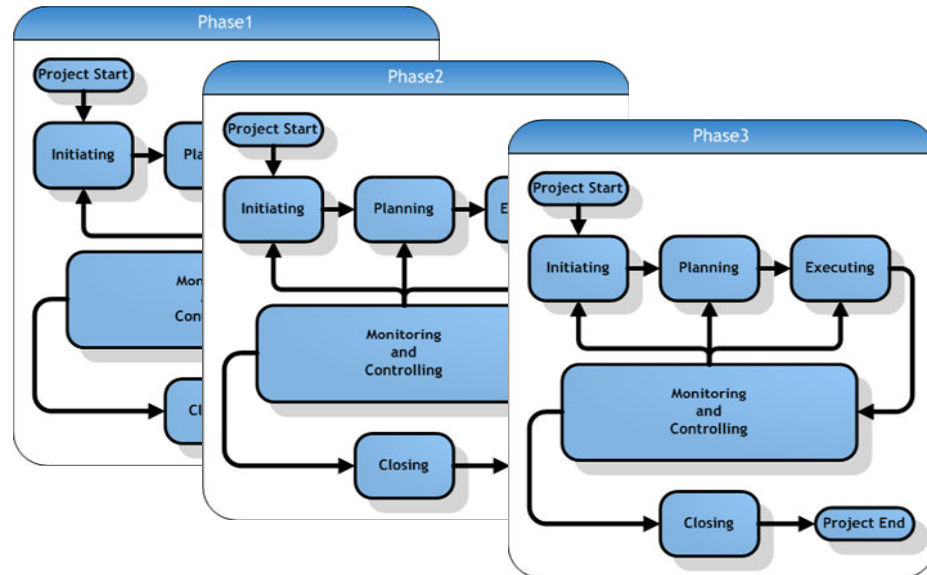 Phase1
Project Start
Initiating
Phase2
Project Start
Initiating
Planning
Monitoring
and
Controlling
Closing
Phase3
Project Start
Initiating
Planning
Executing
Monitoring
and
Controlling
Closing
Project End